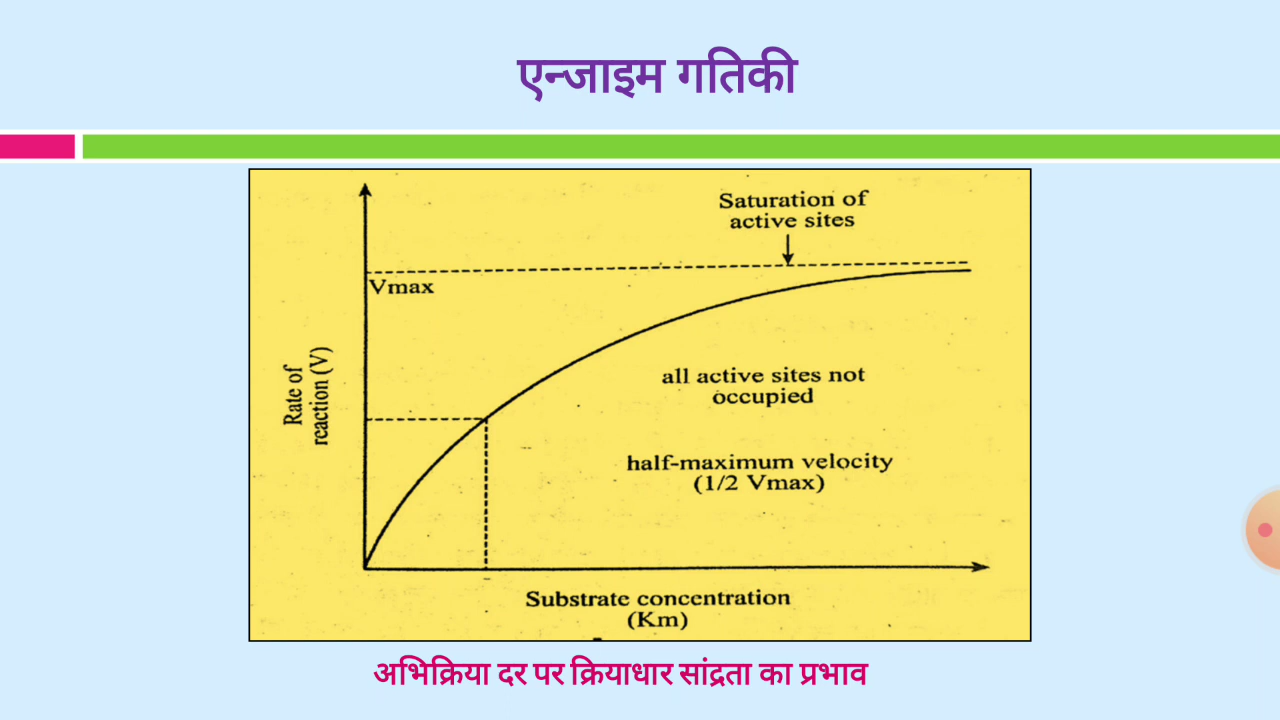 एन्जाइम गतिकी
Saturation of
active sites
Vmax
Rate of
reaction (V)
all active sites not
occupied
half-maximum velocity
(1/2 Vmax)
Substrate concentration
(Km)
अभिक्रिया दर पर क्रियाधार सांद्रता का प्रभाव